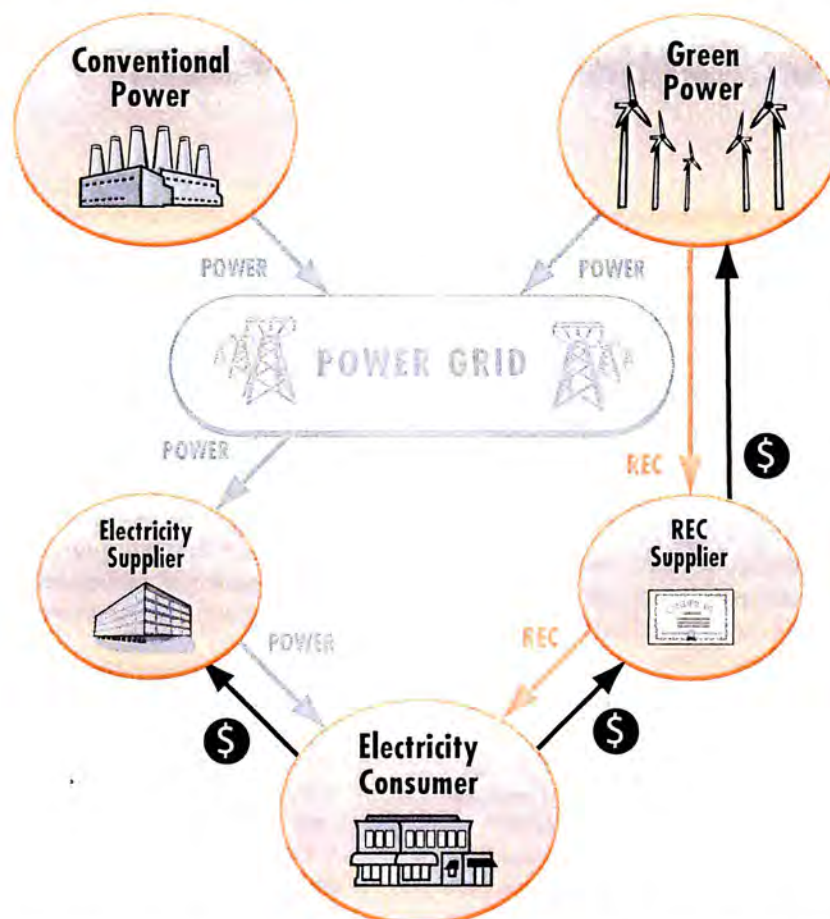 Conventional
Power
Green
Power
POWER
POWER
POWER GRID
POWER
REC
$
Electricity
Supplier
REC
Supplier
POWER
REC
$
$
Electricity
Consumer